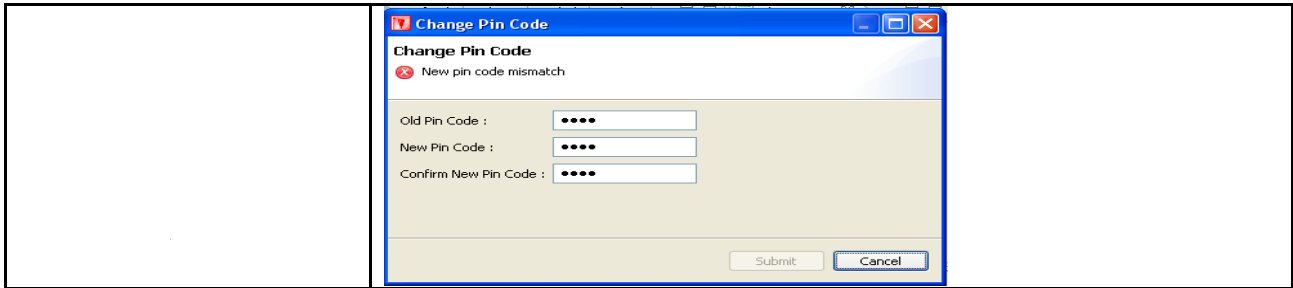 Change Pin Code
Change Pin Code
New pin code mismatch
Old Pin Code : ••••
New Pin Code : ••••
Confirm New Pin Code : ••••
Submit Cancel